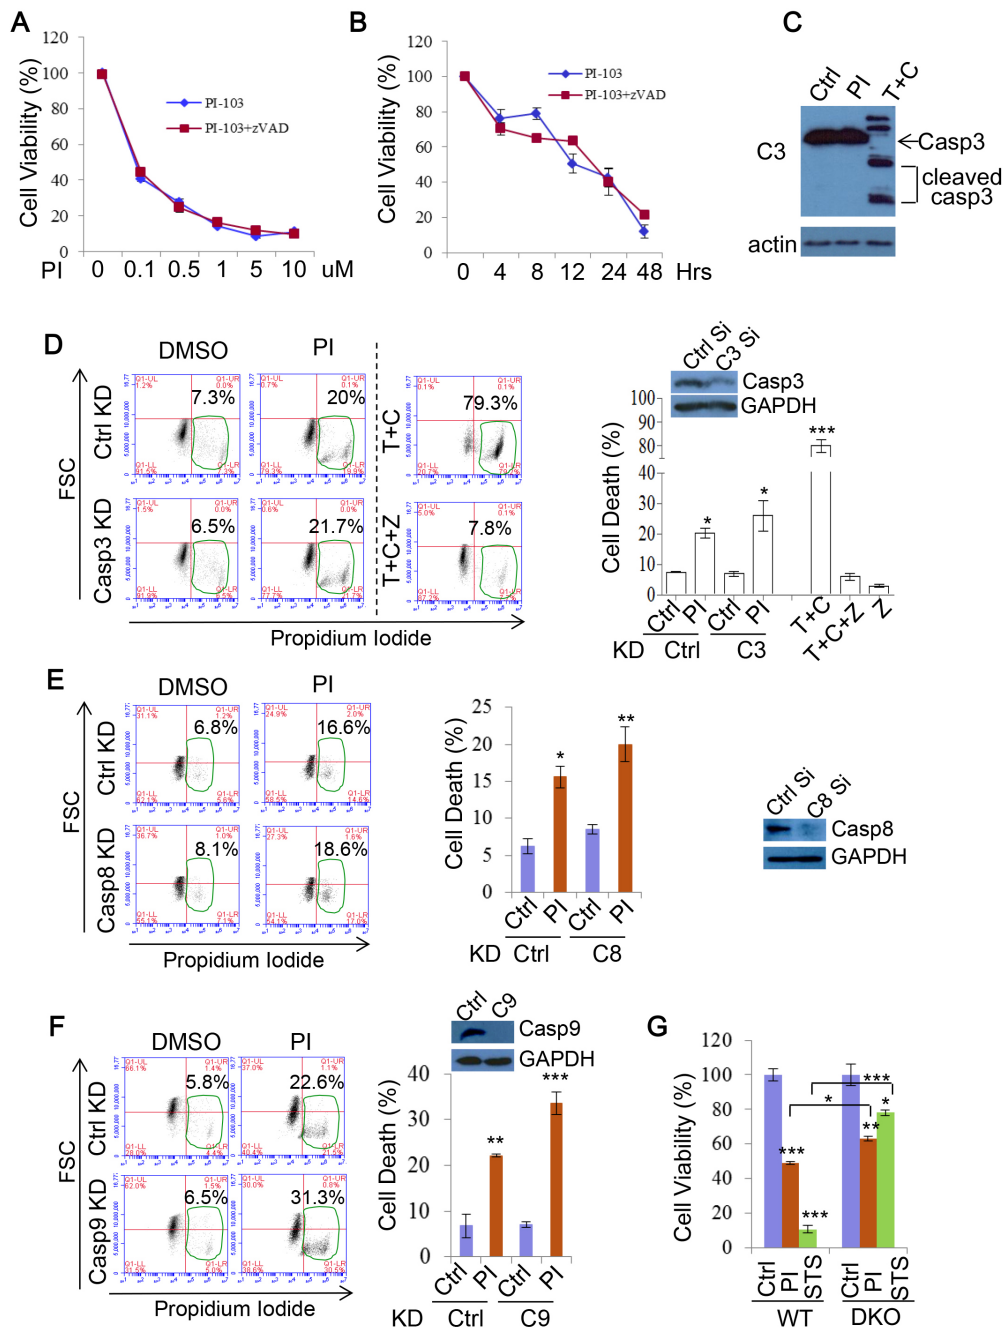 A
Cell Viability (%)
120
100
80
60
40
20
0
PI-103
PI-103+zVAD
PI 0 0.1 0.5 1 5 10 uM
B
Cell Viability (%)
120
100
80
60
40
20
0
PI-103
PI-103+zVAD
0 4 8 12 24 48 Hrs
C
Ctrl PI T+C
C3
Casp3
cleaved
casp3
actin
D
DMSO PI
Ctrl KD
Casp3 KD
FSC
T+C
T+C+Z
7.3%
20%
79.3%
6.5%
21.7%
7.8%
Propidium Iodide
Ctrl Si C3 Si
Casp3
GAPDH
Cell Death (%)
100
80
60
40
30
20
10
0
* * ***
Ctrl PI Ctrl PI T+C T+C+Z Z
KD Ctrl C3
E
DMSO PI
Ctrl KD
Casp8 KD
FSC
6.8%
16.6%
8.1%
18.6%
Propidium Iodide
Cell Death (%)
25
20
15
10
5
0
* **
Ctrl PI Ctrl PI
KD Ctrl C8
Ctrl Si C8 Si
Casp8
GAPDH
F
DMSO PI
Ctrl KD
Casp9 KD
FSC
5.8%
22.6%
6.5%
31.3%
Propidium Iodide
Ctrl C9
Casp9
GAPDH
Cell Death (%)
40
30
20
10
0
** ***
Ctrl PI Ctrl PI
KD Ctrl C9
G
Cell Viability (%)
120
100
80
60
40
20
0
***
*
*
**
***
***
Ctrl PI STS Ctrl PI STS
WT DKO